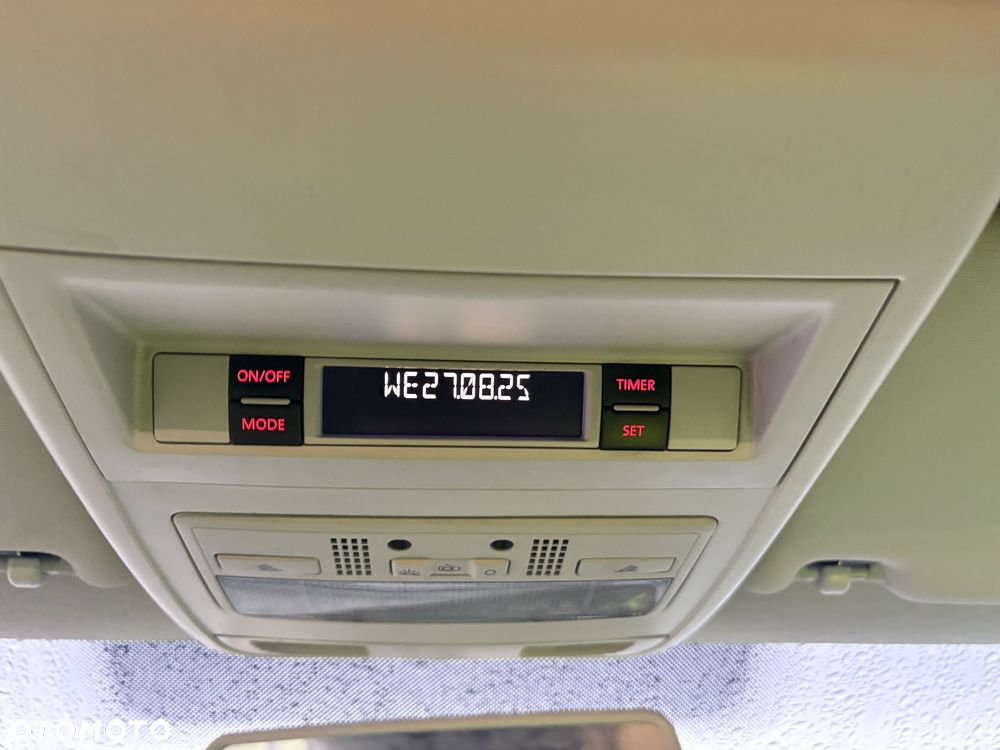 ON/OFF
MODE
WE27.08.25
TIMER
SET
OTOMOTO